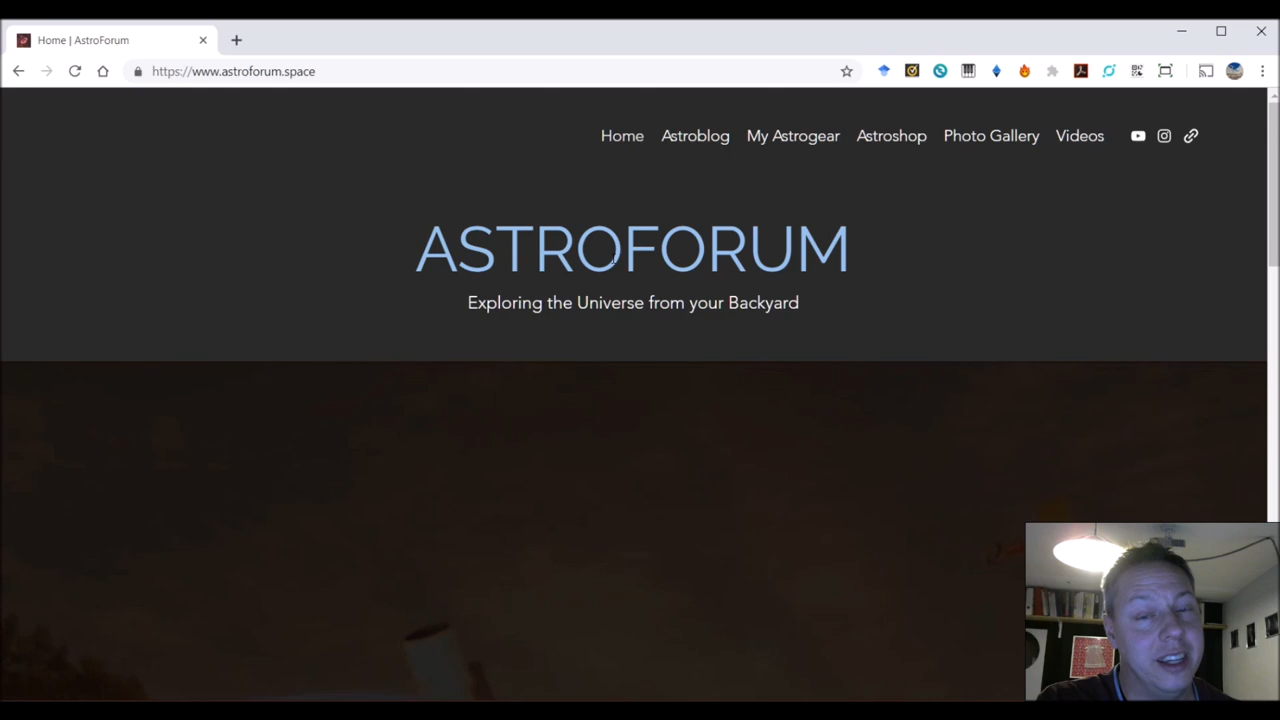 Home | AstroForum
https://www.astroforum.space
Home Astroblog My Astrogear Astroshop Photo Gallery Videos
ASTROFORUM
Exploring the Universe from your Backyard